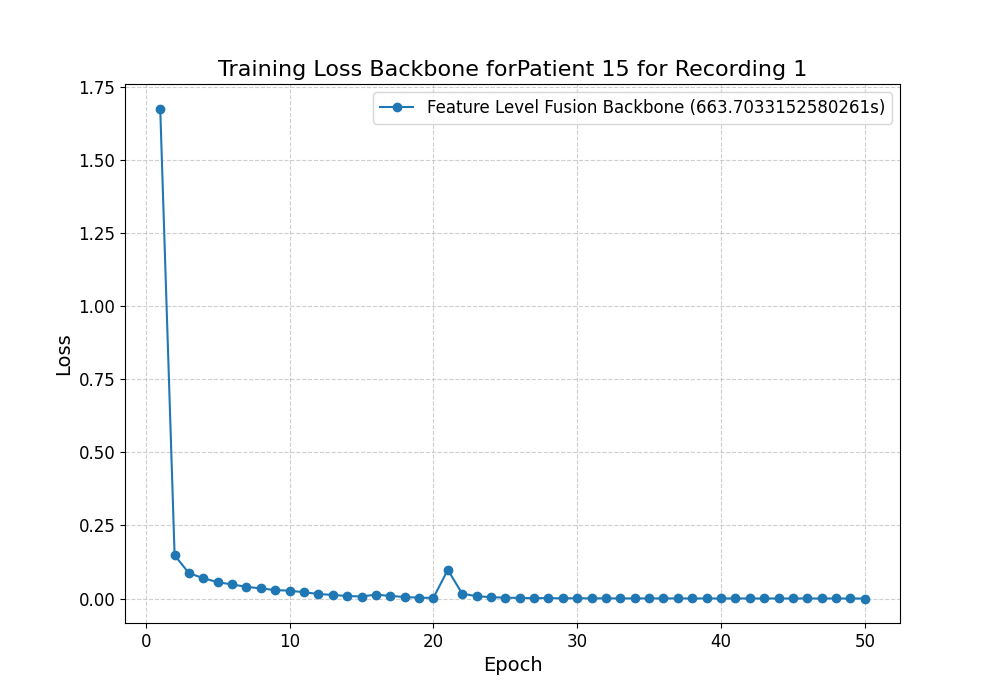 Training Loss Backbone forPatient 15 for Recording 1
Feature Level Fusion Backbone (663.7033152580261s)
1.75
1.50
1.25
1.00
0.75
0.50
0.25
0.00
Loss
0 10 20 30 40 50
Epoch